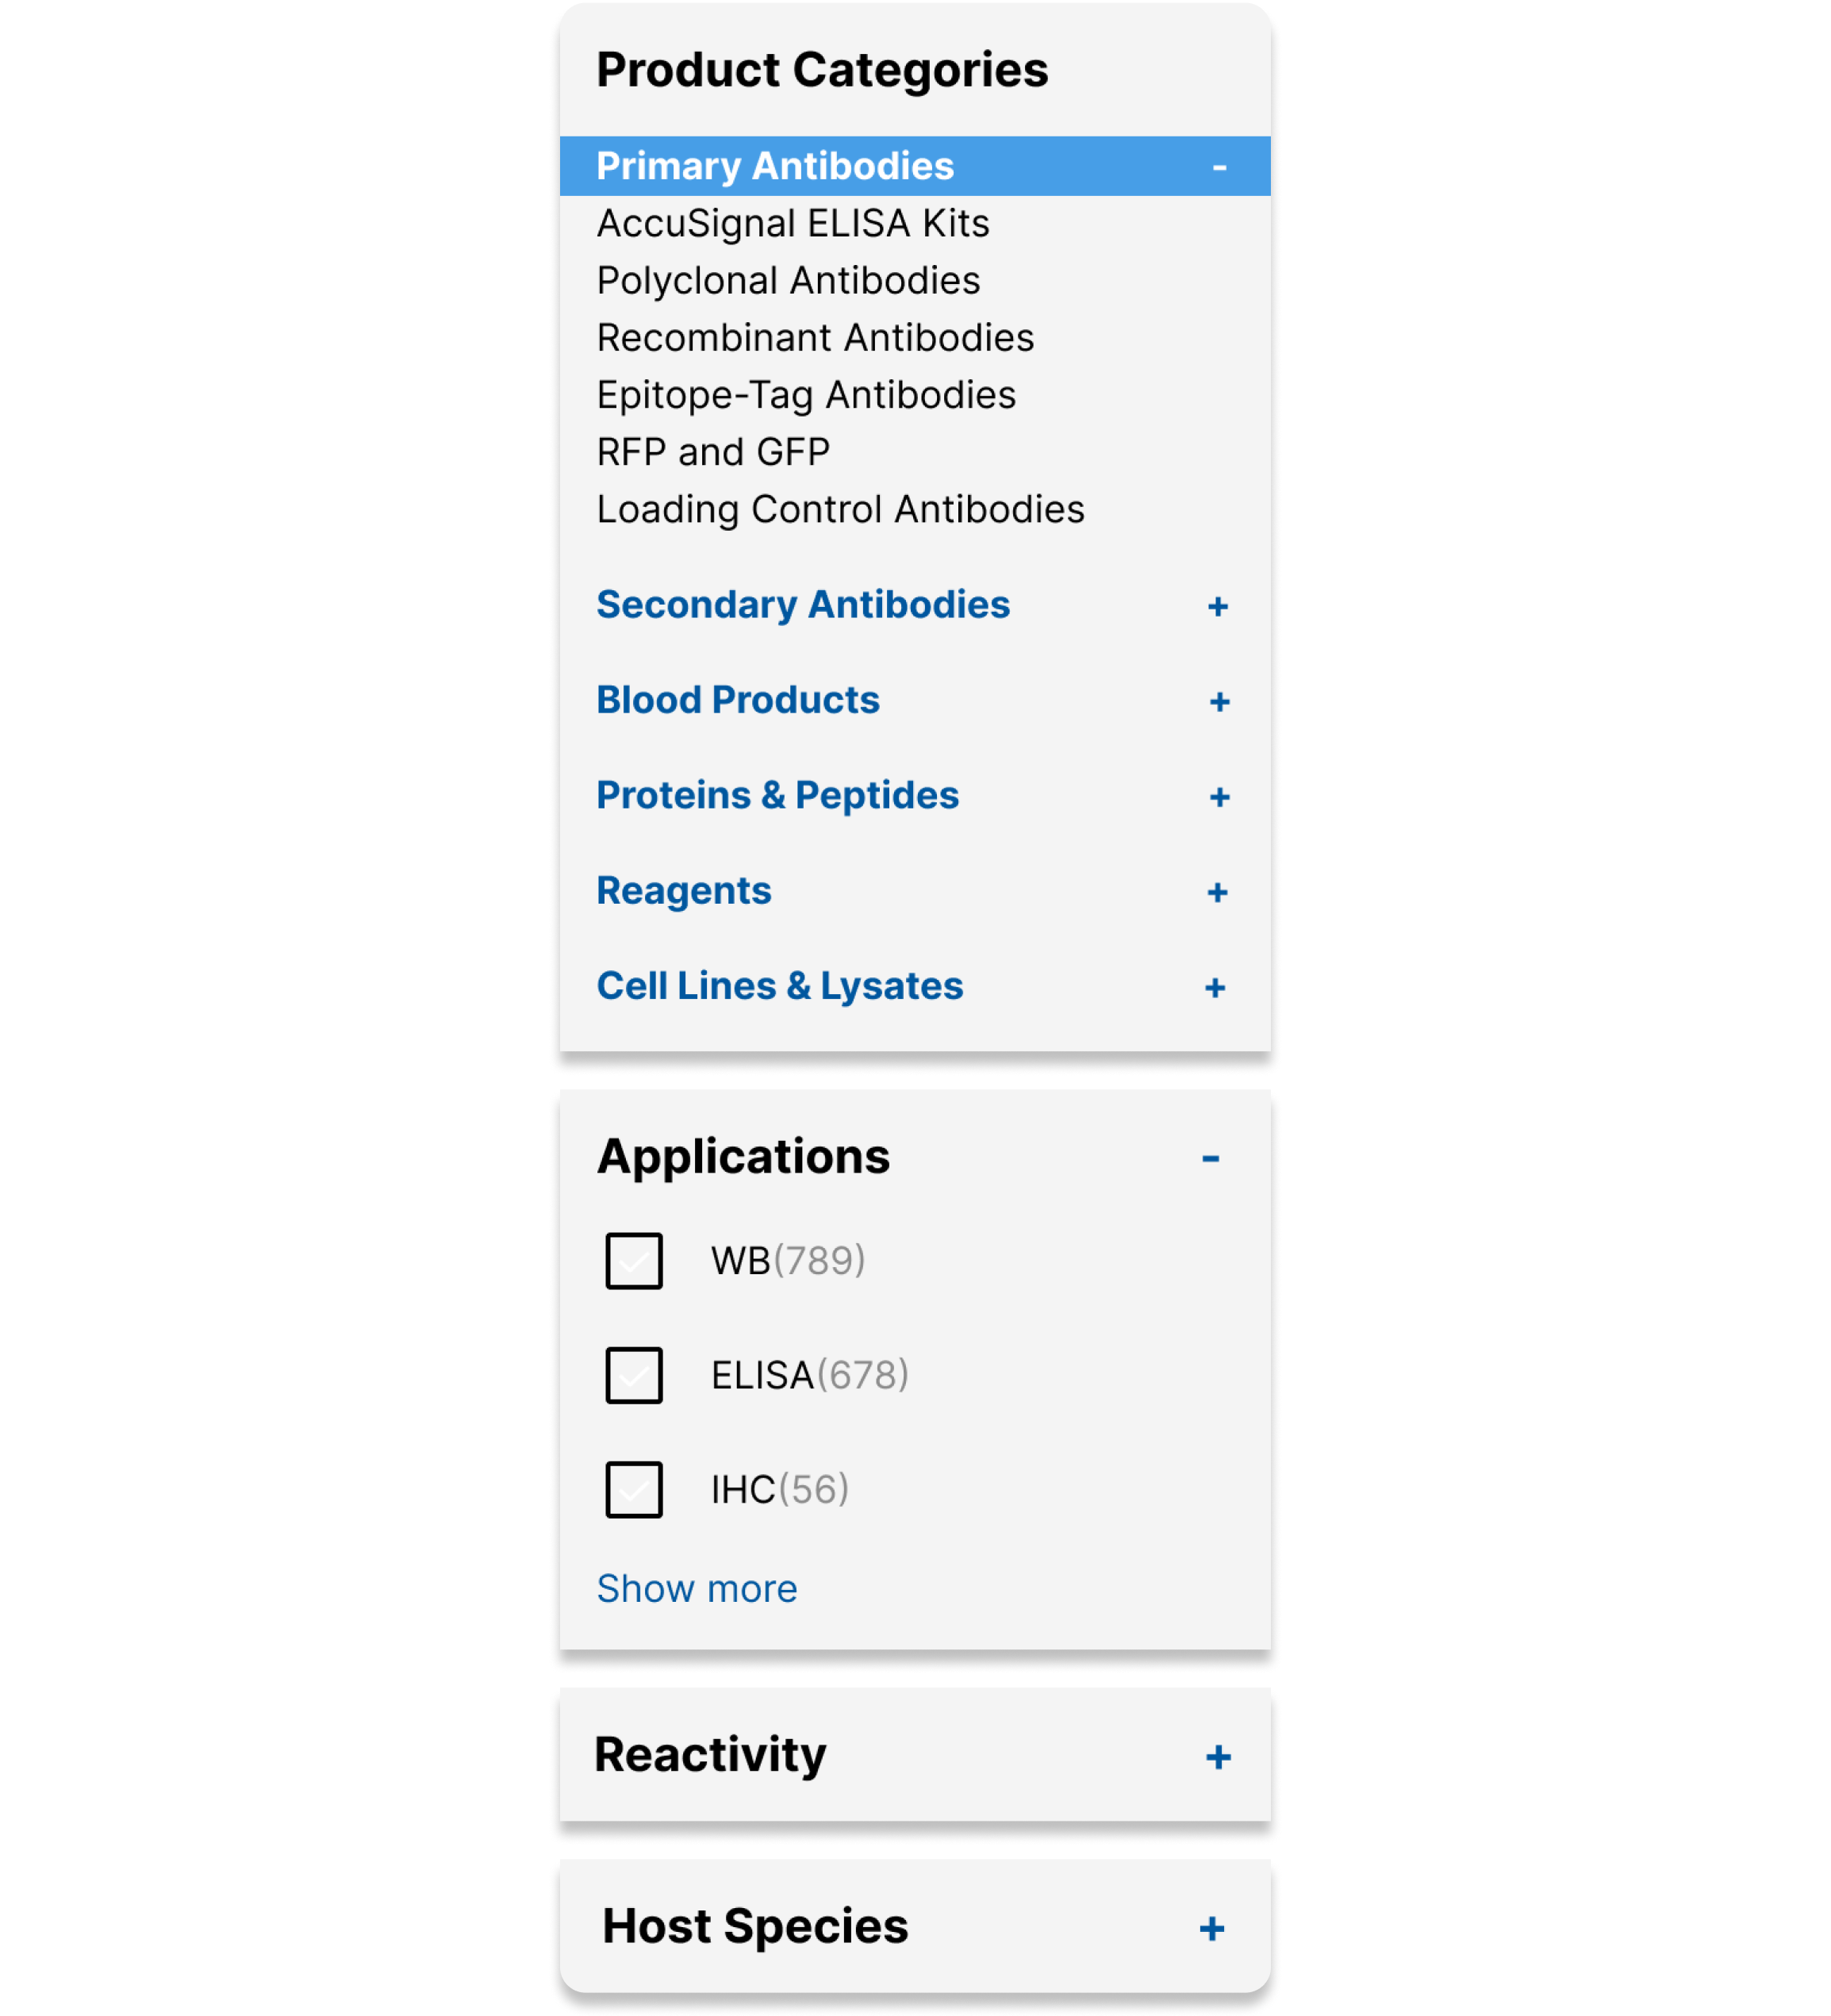 Product Categories
Primary Antibodies -
AccuSignal ELISA Kits
Polyclonal Antibodies
Recombinant Antibodies
Epitope-Tag Antibodies
RFP and GFP
Loading Control Antibodies
Secondary Antibodies +
Blood Products +
Proteins & Peptides +
Reagents +
Cell Lines & Lysates +
Applications -
WB(789)
ELISA(678)
IHC(56)
Show more
Reactivity +
Host Species +